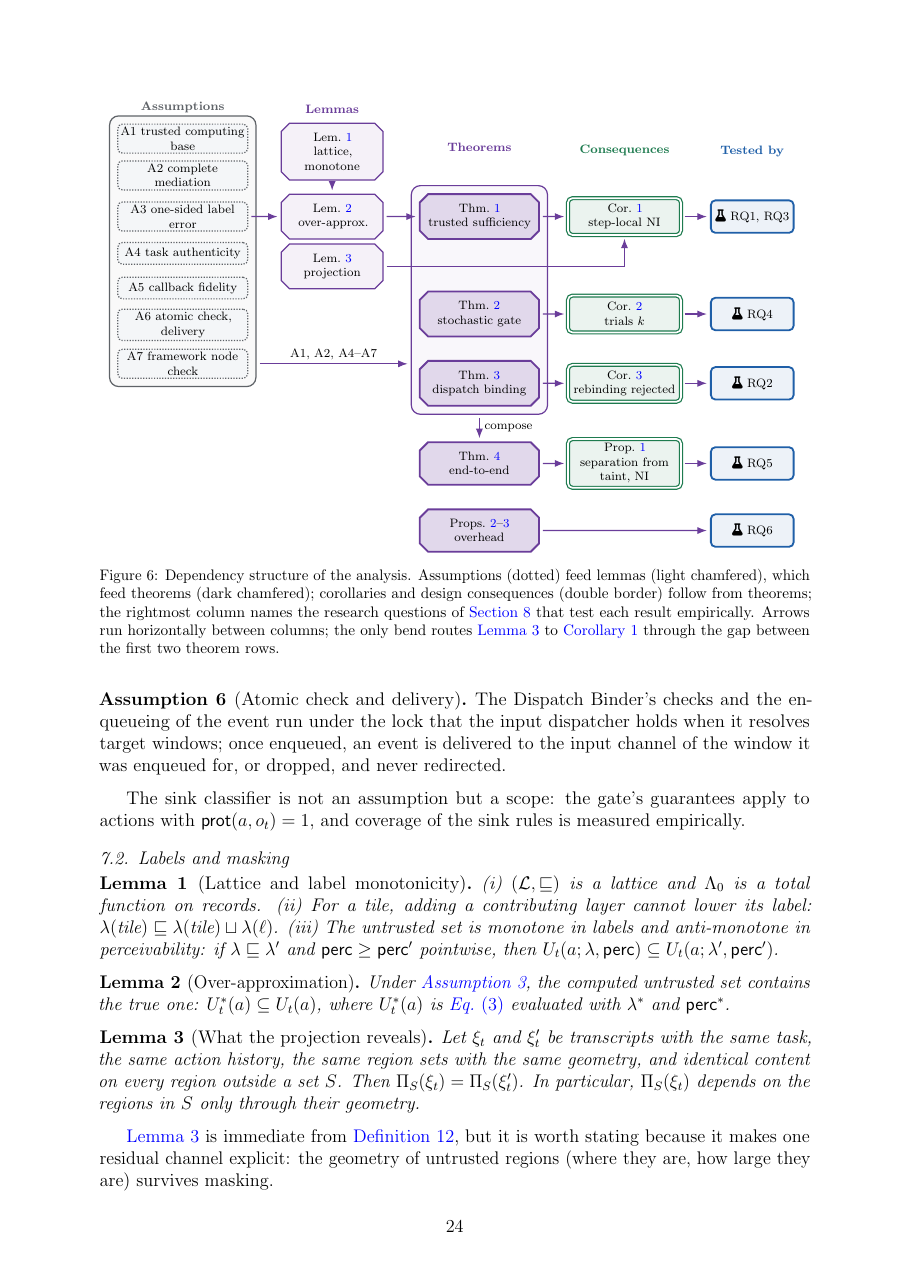 Assumptions
A1 trusted computing
base
A2 complete
mediation
A3 one-sided label
error
A4 task authenticity
A5 callback fidelity
A6 atomic check,
delivery
A7 framework node
check
Lemmas
Lem. 1
lattice,
monotone
Lem. 2
over-approx.
Lem. 3
projection
A1, A2, A4–A7
Theorems
Thm. 1
trusted sufficiency
Thm. 2
stochastic gate
Thm. 3
dispatch binding
compose
Thm. 4
end-to-end
Props. 2–3
overhead
Consequences
Cor. 1
step-local NI
Cor. 2
trials k
Cor. 3
rebinding rejected
Prop. 1
separation from
taint, NI
Tested by
RQ1, RQ3
RQ4
RQ2
RQ5
RQ6
Figure 6: Dependency structure of the analysis. Assumptions (dotted) feed lemmas (light chamfered), which
feed theorems (dark chamfered); corollaries and design consequences (double border) follow from theorems;
the rightmost column names the research questions of Section 8 that test each result empirically. Arrows
run horizontally between columns; the only bend routes Lemma 3 to Corollary 1 through the gap between
the first two theorem rows.
Assumption 6 (Atomic check and delivery). The Dispatch Binder's checks and the en-
queueing of the event run under the lock that the input dispatcher holds when it resolves
target windows; once enqueued, an event is delivered to the input channel of the window it
was enqueued for, or dropped, and never redirected.
The sink classifier is not an assumption but a scope: the gate's guarantees apply to
actions with prot(a, oₜ) = 1, and coverage of the sink rules is measured empirically.
7.2. Labels and masking
Lemma 1 (Lattice and label monotonicity). (i) (𝓛, ⊑) is a lattice and Λ₀ is a total
function on records. (ii) For a tile, adding a contributing layer cannot lower its label:
λ(tile) ⊑ λ(tile) ⊔ λ(ℓ). (iii) The untrusted set is monotone in labels and anti-monotone in
perceivability: if λ ⊑ λ′ and perc ≥ perc′ pointwise, then Uₜ(a; λ, perc) ⊆ Uₜ(a; λ′, perc′).
Lemma 2 (Over-approximation). Under Assumption 3, the computed untrusted set contains
the true one: Uₜ*(a) ⊆ Uₜ(a), where Uₜ*(a) is Eq. (3) evaluated with λ* and perc*.
Lemma 3 (What the projection reveals). Let ξₜ and ξₜ′ be transcripts with the same task,
the same action history, the same region sets with the same geometry, and identical content
on every region outside a set S. Then Π_S(ξₜ) = Π_S(ξₜ′). In particular, Π_S(ξₜ) depends on the
regions in S only through their geometry.
Lemma 3 is immediate from Definition 12, but it is worth stating because it makes one
residual channel explicit: the geometry of untrusted regions (where they are, how large they
are) survives masking.
24